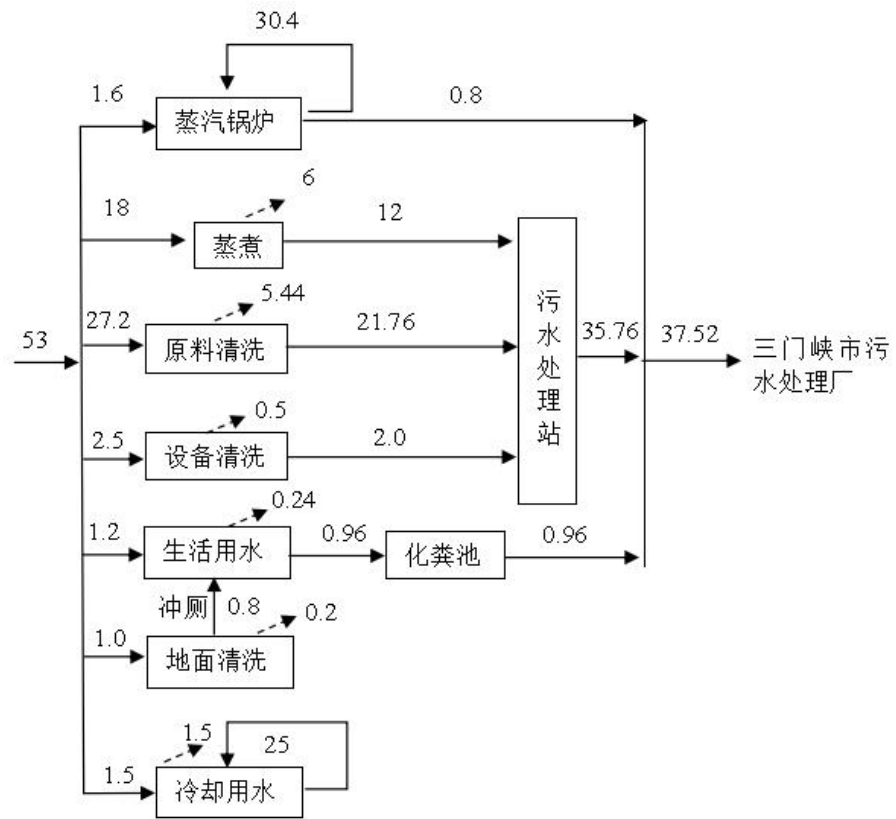 30.4
1.6
蒸汽锅炉
0.8
6
18
蒸煮
12
5.44
27.2
原料清洗
21.76
53
污水处理站
35.76
37.52
三门峡市污
水处理厂
0.5
2.5
设备清洗
2.0
0.24
1.2
生活用水
0.96
化粪池
0.96
冲厕
0.8
0.2
1.0
地面清洗
1.5
25
1.5
冷却用水